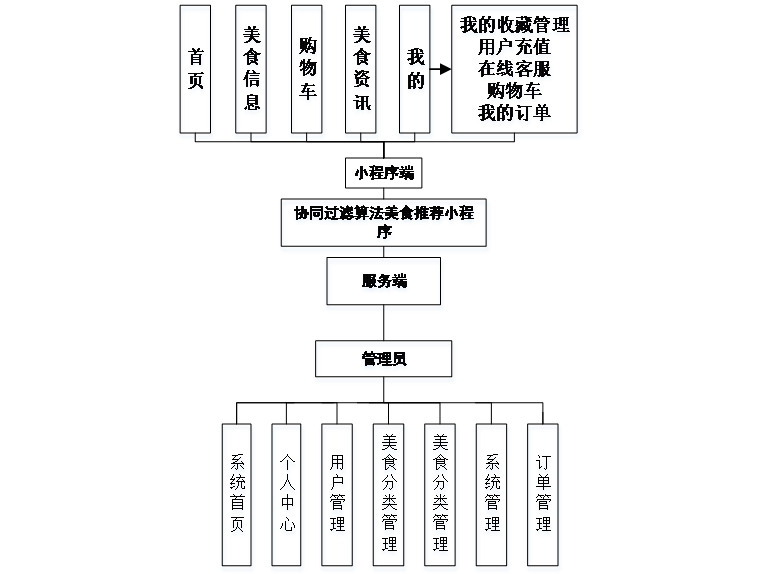 首页
美食信息
购物车
美食资讯
我的
我的收藏管理
用户充值
在线客服
购物车
我的订单
小程序端
协同过滤算法美食推荐小程
序
服务端
管理员
系统首页
个人中心
用户管理
美食分类管理
美食分类管理
系统管理
订单管理